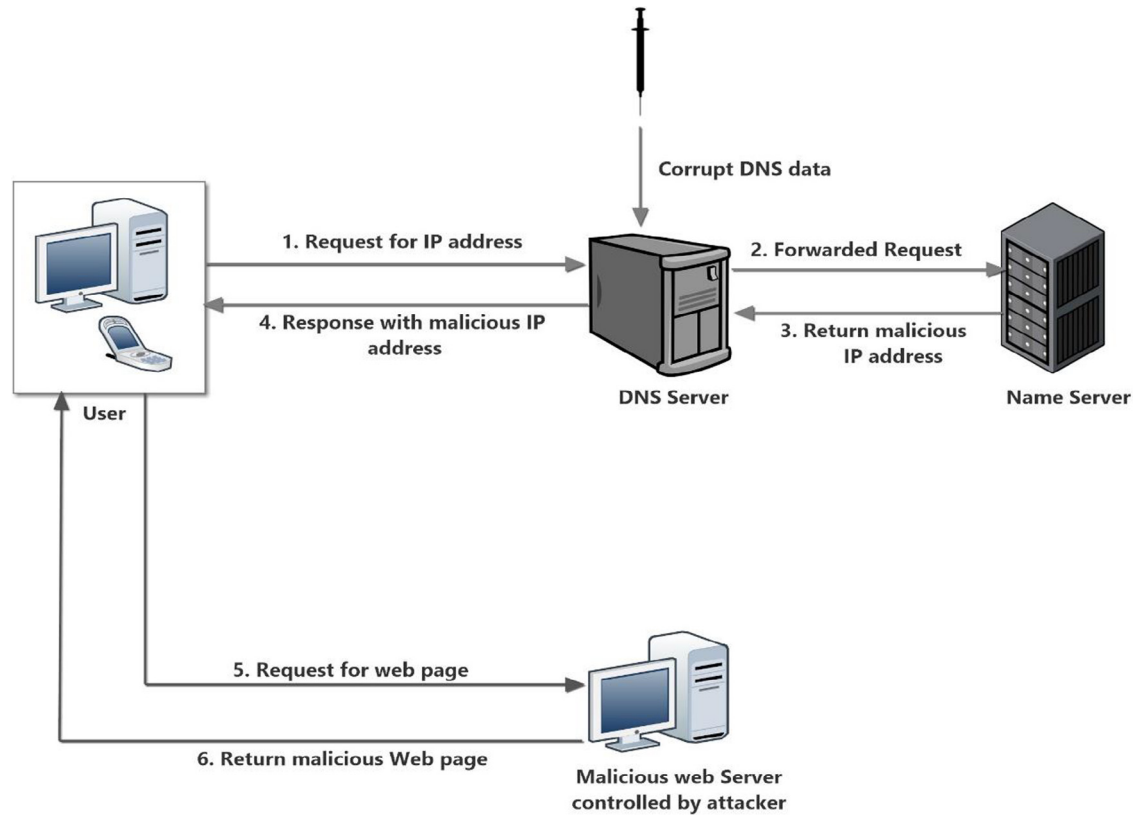 Corrupt DNS data
1. Request for IP address
2. Forwarded Request
4. Response with malicious IP
address
3. Return malicious
IP address
User
DNS Server
Name Server
5. Request for web page
6. Return malicious Web page
Malicious web Server
controlled by attacker